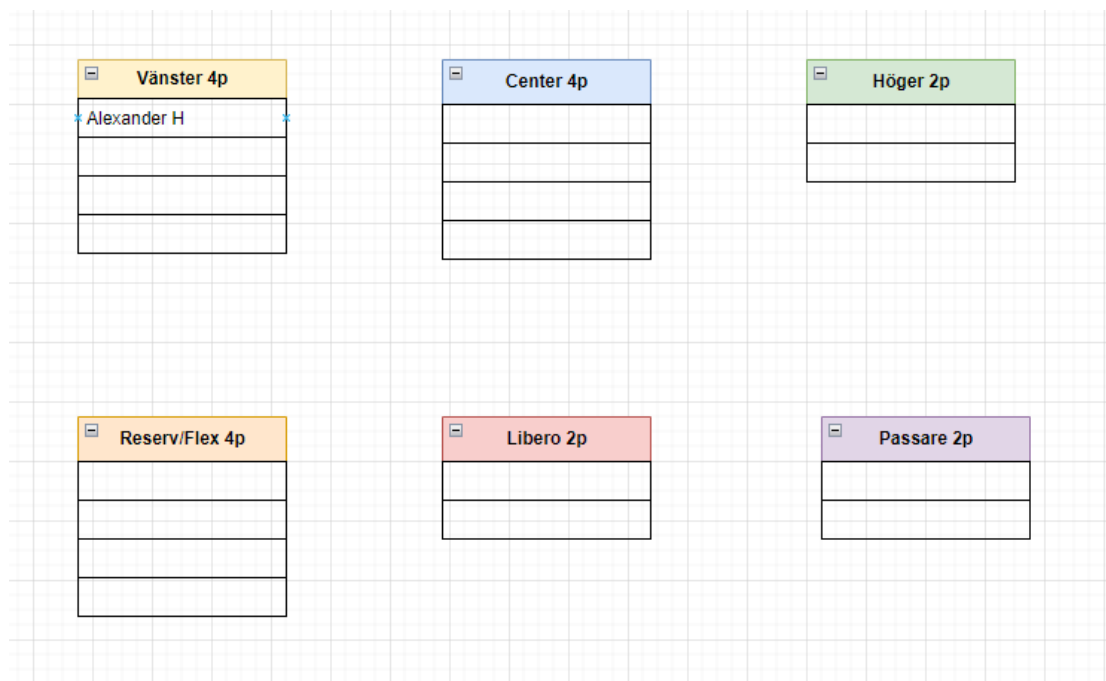 Vänster 4p
Alexander H
Center 4p
Höger 2p
Reserv/Flex 4p
Libero 2p
Passare 2p